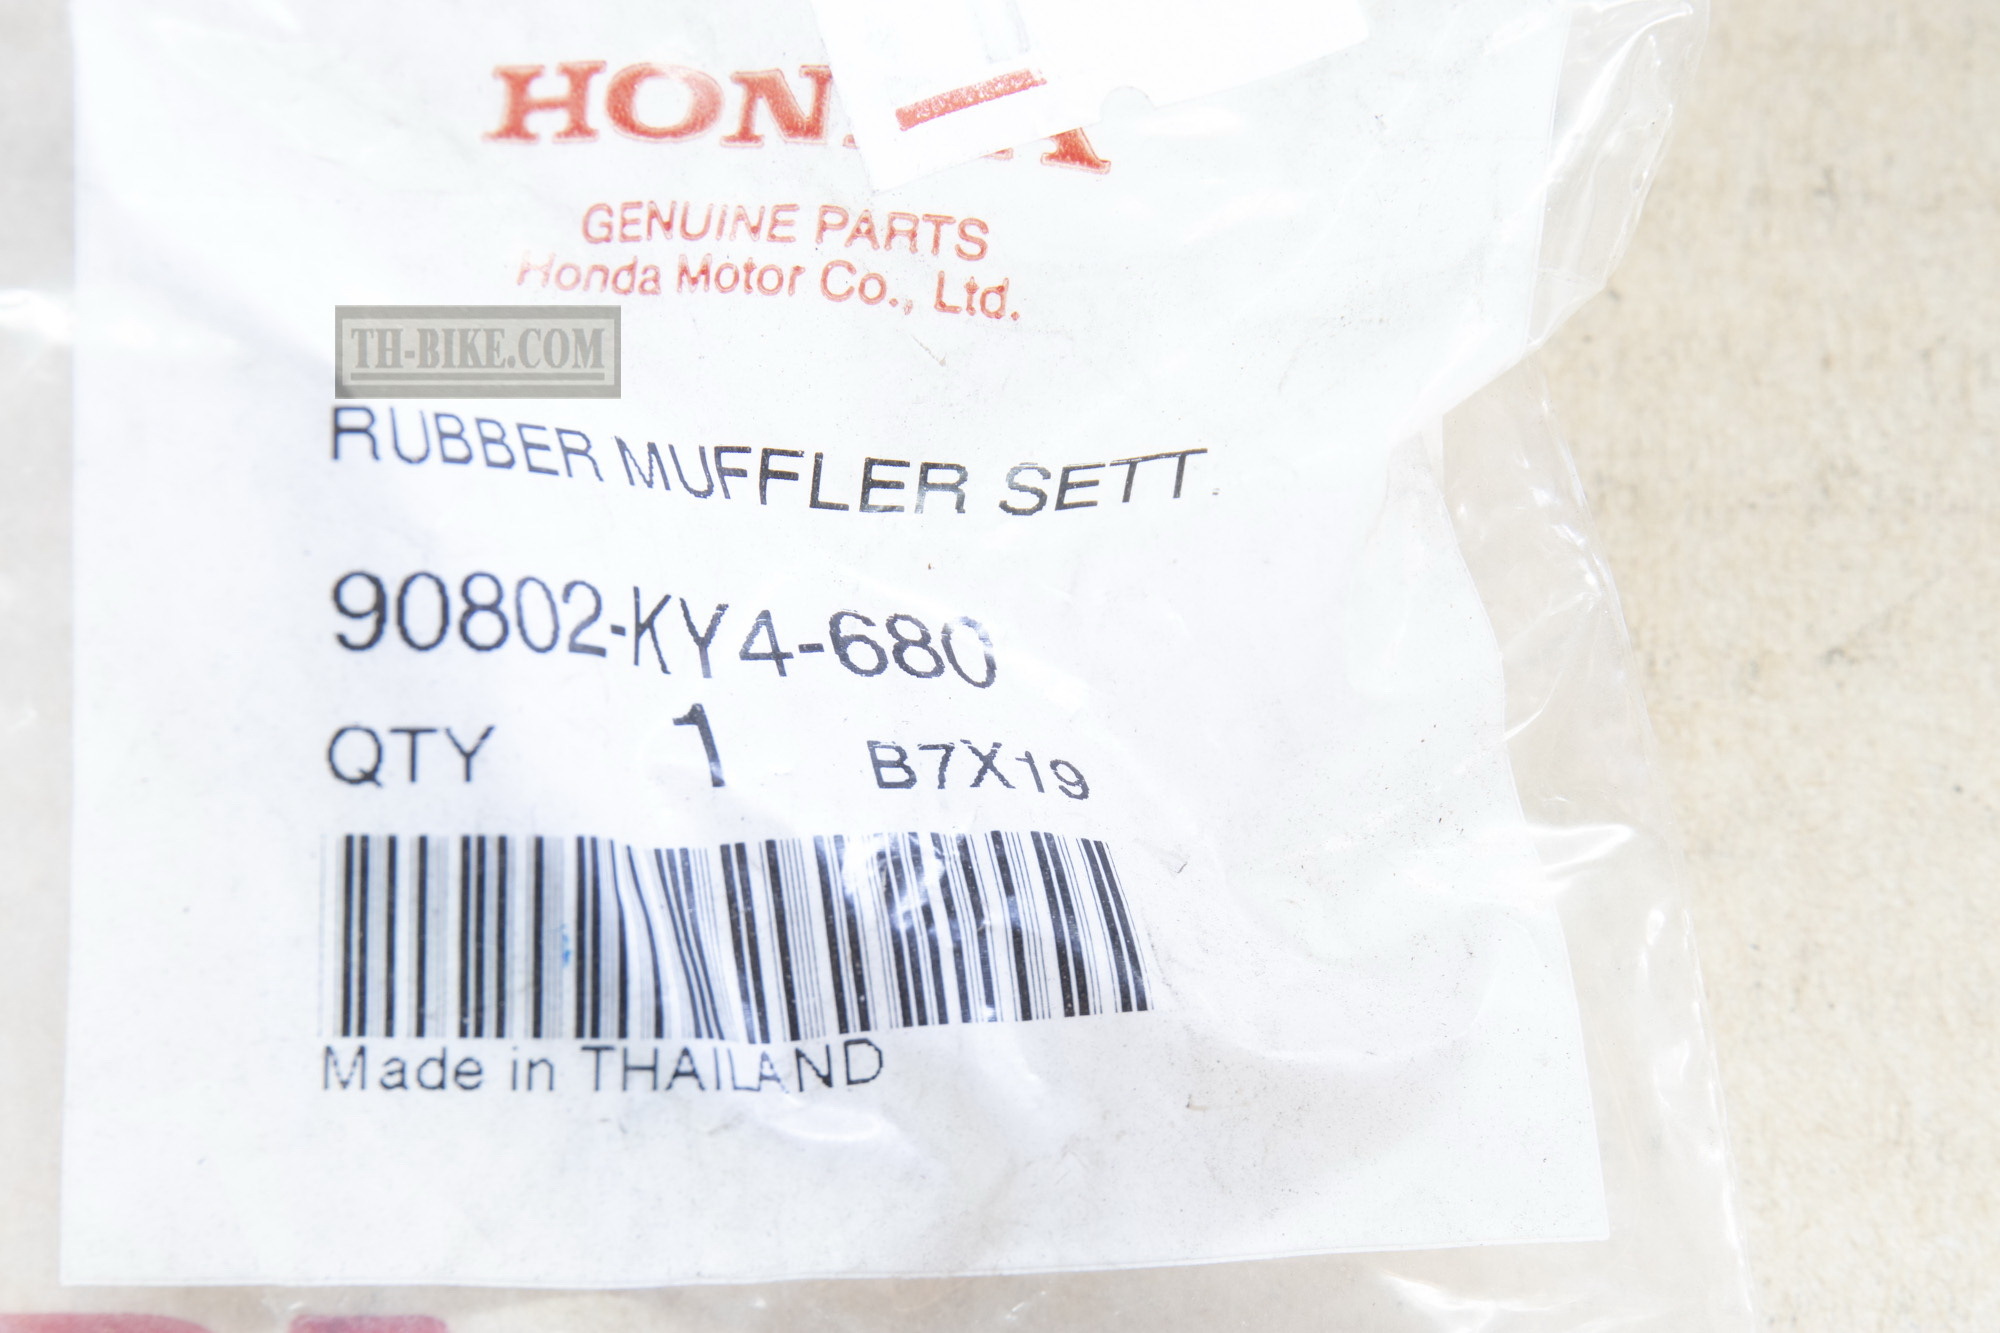 HONDA
GENUINE PARTS
Honda Motor Co., Ltd.
TH-BIKE.COM
RUBBER MUFFLER SETT
90802-KY4-680
QTY 1 B7X19
Made in THAILAND